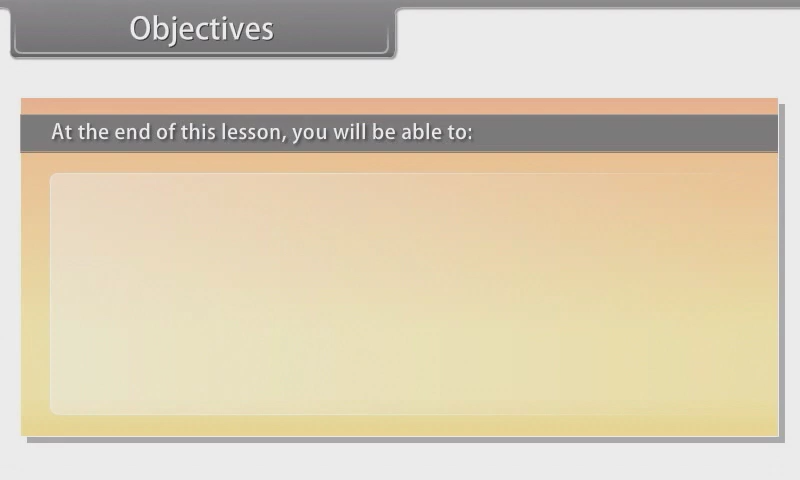 Objectives
At the end of this lesson, you will be able to: